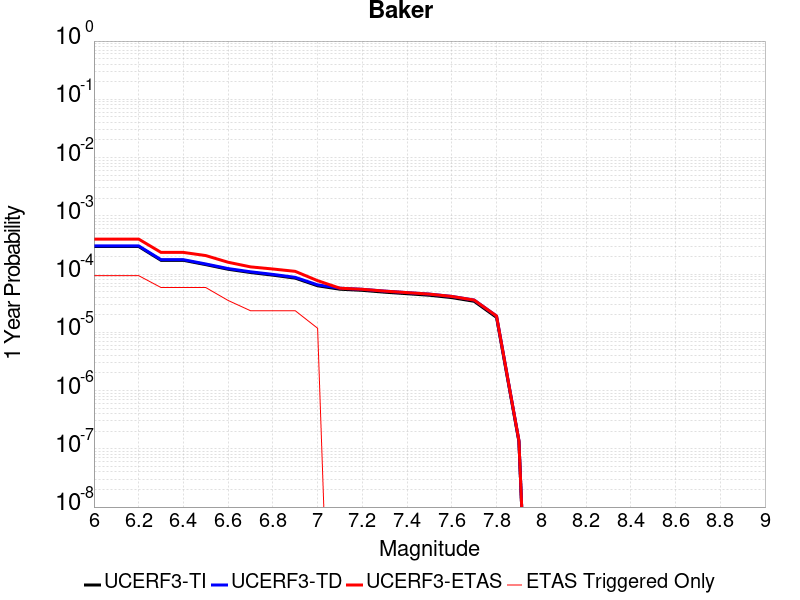 Baker
10^0
10^-1
10^-2
10^-3
10^-4
10^-5
10^-6
10^-7
10^-8
1 Year Probability
6 6.2 6.4 6.6 6.8 7 7.2 7.4 7.6 7.8 8 8.2 8.4 8.6 8.8 9
Magnitude
UCERF3-TI UCERF3-TD UCERF3-ETAS ETAS Triggered Only